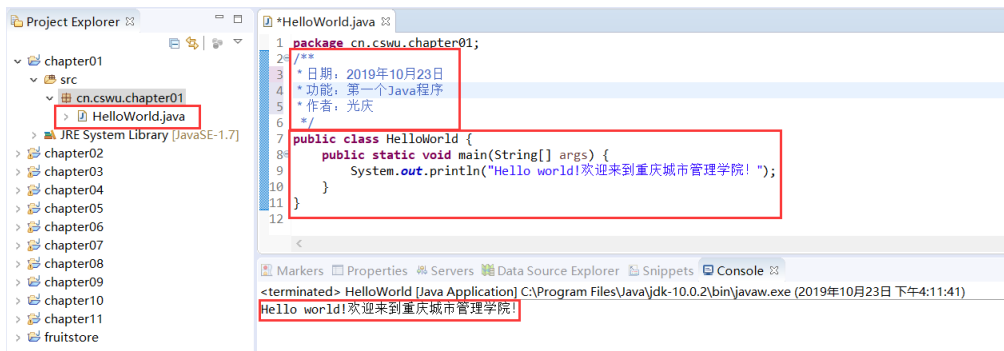 Project Explorer
chapter01
src
cn.cswu.chapter01
HelloWorld.java
JRE System Library [JavaSE-1.7]
chapter02
chapter03
chapter04
chapter05
chapter06
chapter07
chapter08
chapter09
chapter10
chapter11
fruitstore
*HelloWorld.java
1 package cn.cswu.chapter01;
2 /**
3 * 日期：2019年10月23日
4 * 功能：第一个Java程序
5 * 作者：光庆
6 */
7 public class HelloWorld {
8 public static void main(String[] args) {
9 System.out.println("Hello world!欢迎来到重庆城市管理学院！");
10 }
11 }
12
Markers Properties Servers Data Source Explorer Snippets Console
<terminated> HelloWorld [Java Application] C:\Program Files\Java\jdk-10.0.2\bin\javaw.exe (2019年10月23日 下午4:11:41)
Hello world!欢迎来到重庆城市管理学院！